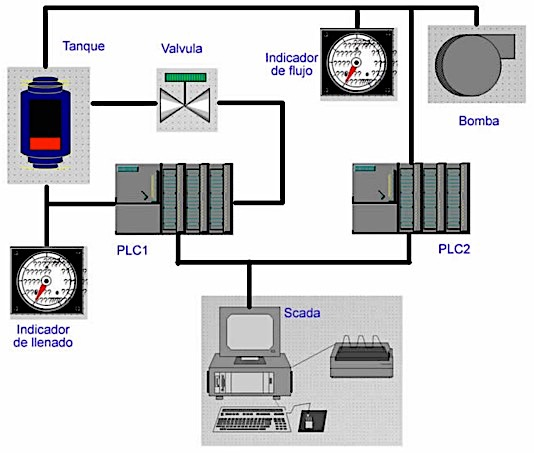 Tanque
Valvula
Indicador
de flujo
Bomba
PLC1
PLC2
Scada
Indicador
de llenado